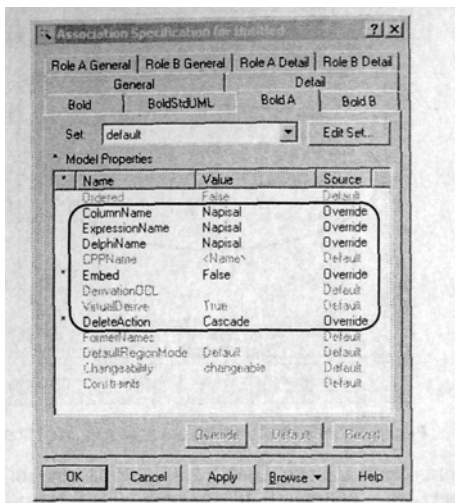 Association Specification for Untitled
Role A General Role B General Role A Detail Role B Detail
General Detail
Bold BoldStdUML Bold A Bold B
Set: default Edit Set...
* Model Properties
* Name Value Source
Ordered False Default
ColumnName Napisal Override
ExpressionName Napisal Override
DelphiName Napisal Override
CPPName <Name> Default
* Embed False Override
DerivationOCL Default
VirtualDerive True Default
* DeleteAction Cascade Override
FormerNames Default
DefaultRegionMode Default Default
Changeability changeable Default
Constraints Default
Override Default Revert
OK Cancel Apply Browse Help